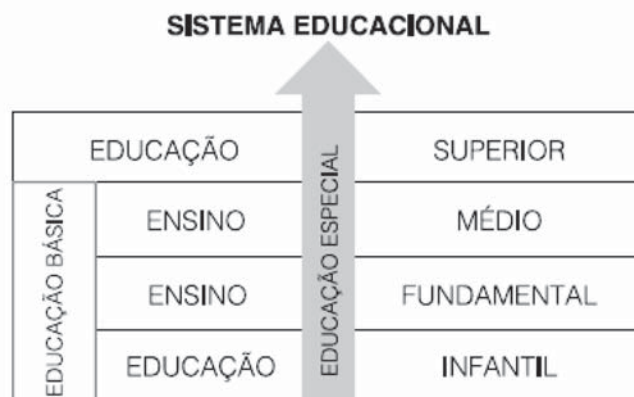 SISTEMA EDUCACIONAL
EDUCAÇÃO SUPERIOR
EDUCAÇÃO BÁSICA
ENSINO MÉDIO
ENSINO FUNDAMENTAL
EDUCAÇÃO INFANTIL
EDUCAÇÃO ESPECIAL